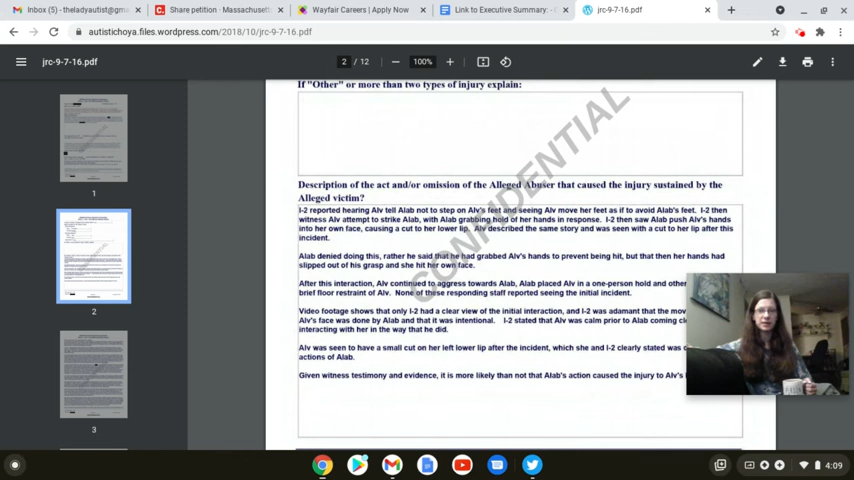 Inbox (5) - theladyautist@gma
Share petition · Massachuset
Wayfair Careers | Apply Now
Link to Executive Summary: - G
jrc-9-7-16.pdf
autistichoya.files.wordpress.com/2018/10/jrc-9-7-16.pdf
jrc-9-7-16.pdf
2 / 12
100%
1
2
3
If "Other" or more than two types of injury explain:
CONFIDENTIAL
Description of the act and/or omission of the Alleged Abuser that caused the injury sustained by the
Alleged victim?
I-2 reported hearing Alv tell Alab not to step on Alv's feet and seeing Alv move her feet as if to avoid Alab's feet. I-2 then
witness Alv attempt to strike Alab, with Alab grabbing hold of her hands in response. I-2 then saw Alab push Alv's hands
into her own face, causing a cut to her lower lip. Alv described the same story and was seen with a cut to her lip after this
incident.
Alab denied doing this, rather he said that he had grabbed Alv's hands to prevent being hit, but that then her hands had
slipped out of his grasp and she hit her own face.
After this interaction, Alv continued to aggress towards Alab, Alab placed Alv in a one-person hold and other
brief floor restraint of Alv. None of these responding staff reported seeing the initial incident.
Video footage shows that only I-2 had a clear view of the initial interaction, and I-2 was adamant that the mov
Alv's face was done by Alab and that it was intentional. I-2 stated that Alv was calm prior to Alab coming
interacting with her in the way that he did.
Alv was seen to have a small cut on her left lower lip after the incident, which she and I-2 clearly stated was
actions of Alab.
Given witness testimony and evidence, it is more likely than not that Alab's action caused the injury to Alv's
4:09